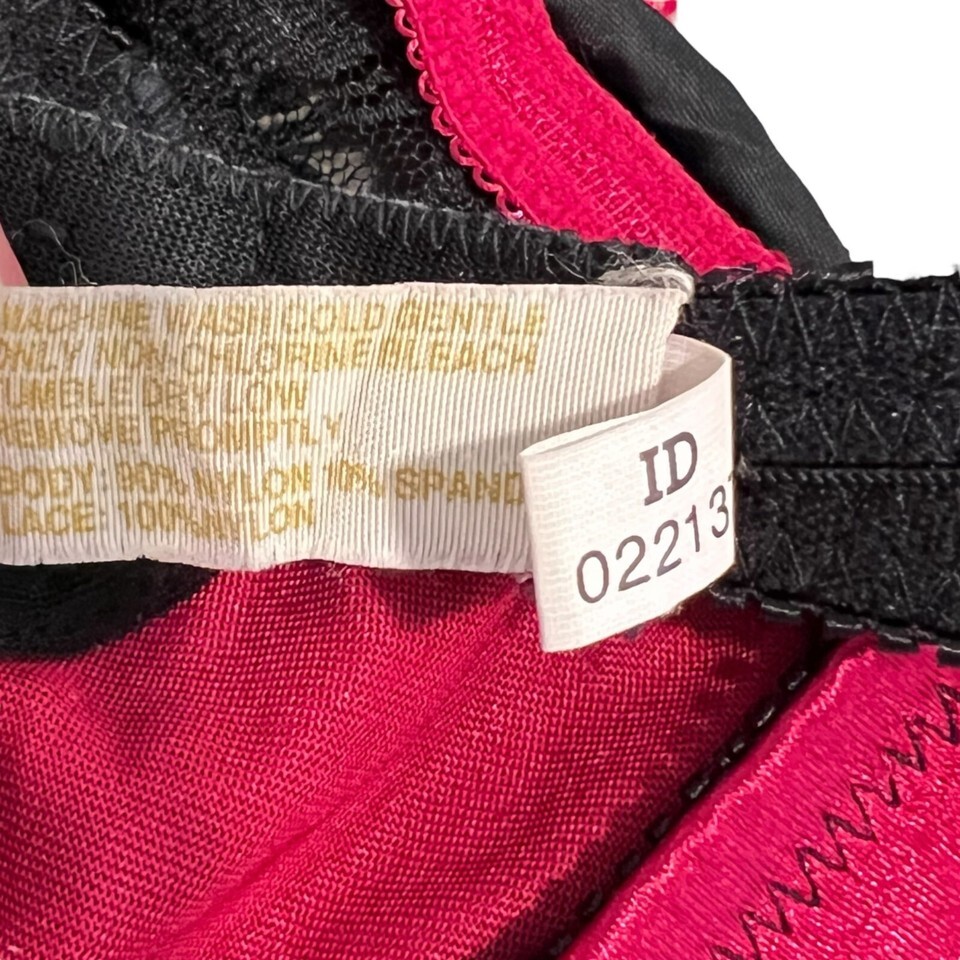 MACHINE WASH COLD GENTLE
ONLY NON-CHLORINE BLEACH
TUMBLE DRY LOW
REMOVE PROMPTLY
BODY: 90% NYLON 10% SPAND
LACE: 100% NYLON
ID
02213